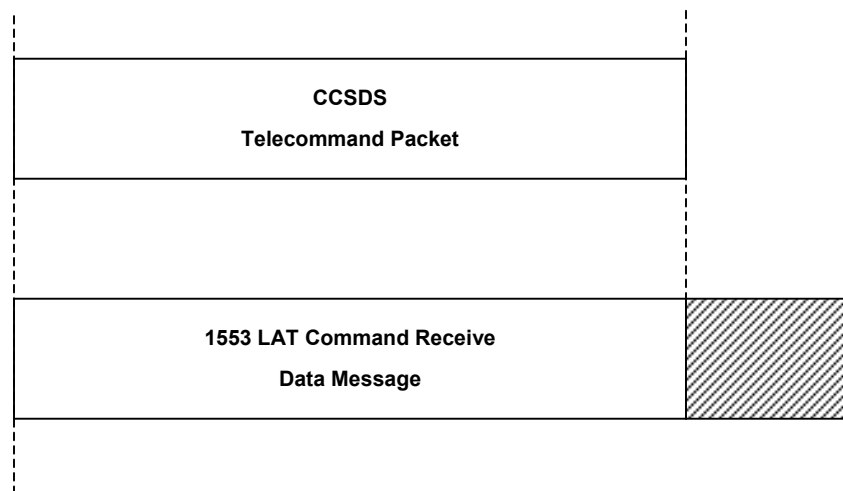 CCSDS
Telecommand Packet
1553 LAT Command Receive
Data Message